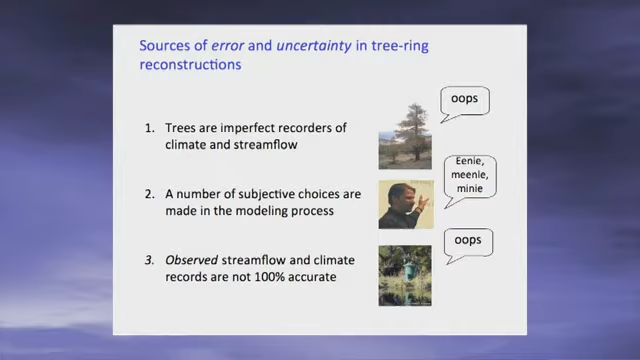 Sources of error and uncertainty in tree-ring
reconstructions
oops
1. Trees are imperfect recorders of
climate and streamflow
Eenie,
meenie,
minie
2. A number of subjective choices are
made in the modeling process
oops
3. Observed streamflow and climate
records are not 100% accurate